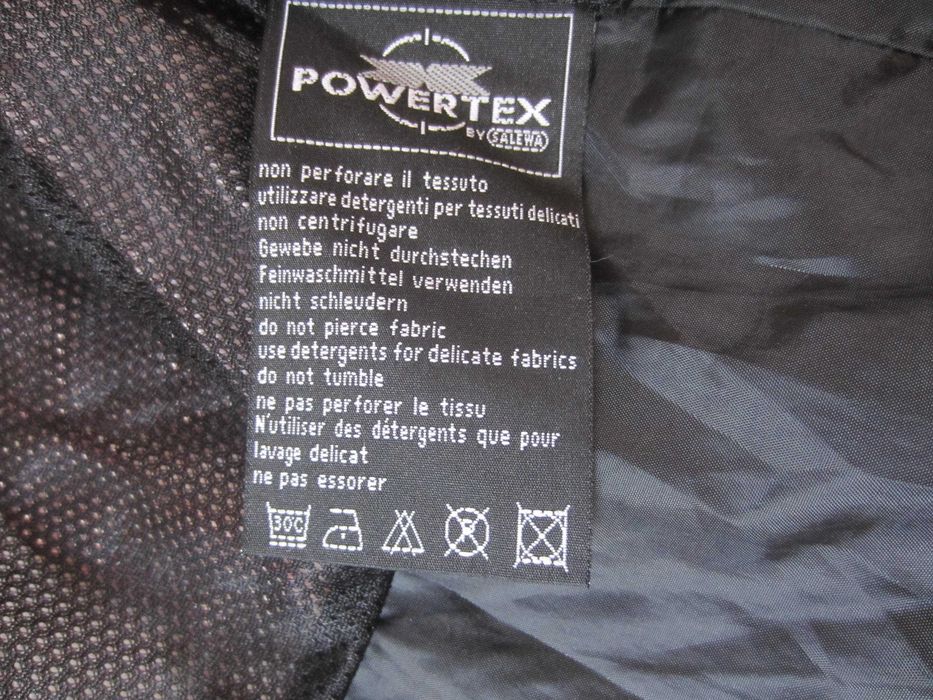 POWERTEX
BY SALEWA
non perforare il tessuto
utilizzare detergenti per tessuti delicati
non centrifugare
Gewebe nicht durchstechen
Feinwaschmittel verwenden
nicht schleudern
do not pierce fabric
use detergents for delicate fabrics
do not tumble
ne pas perforer le tissu
N'utiliser des détergents que pour
lavage delicat
ne pas essorer
30°C P